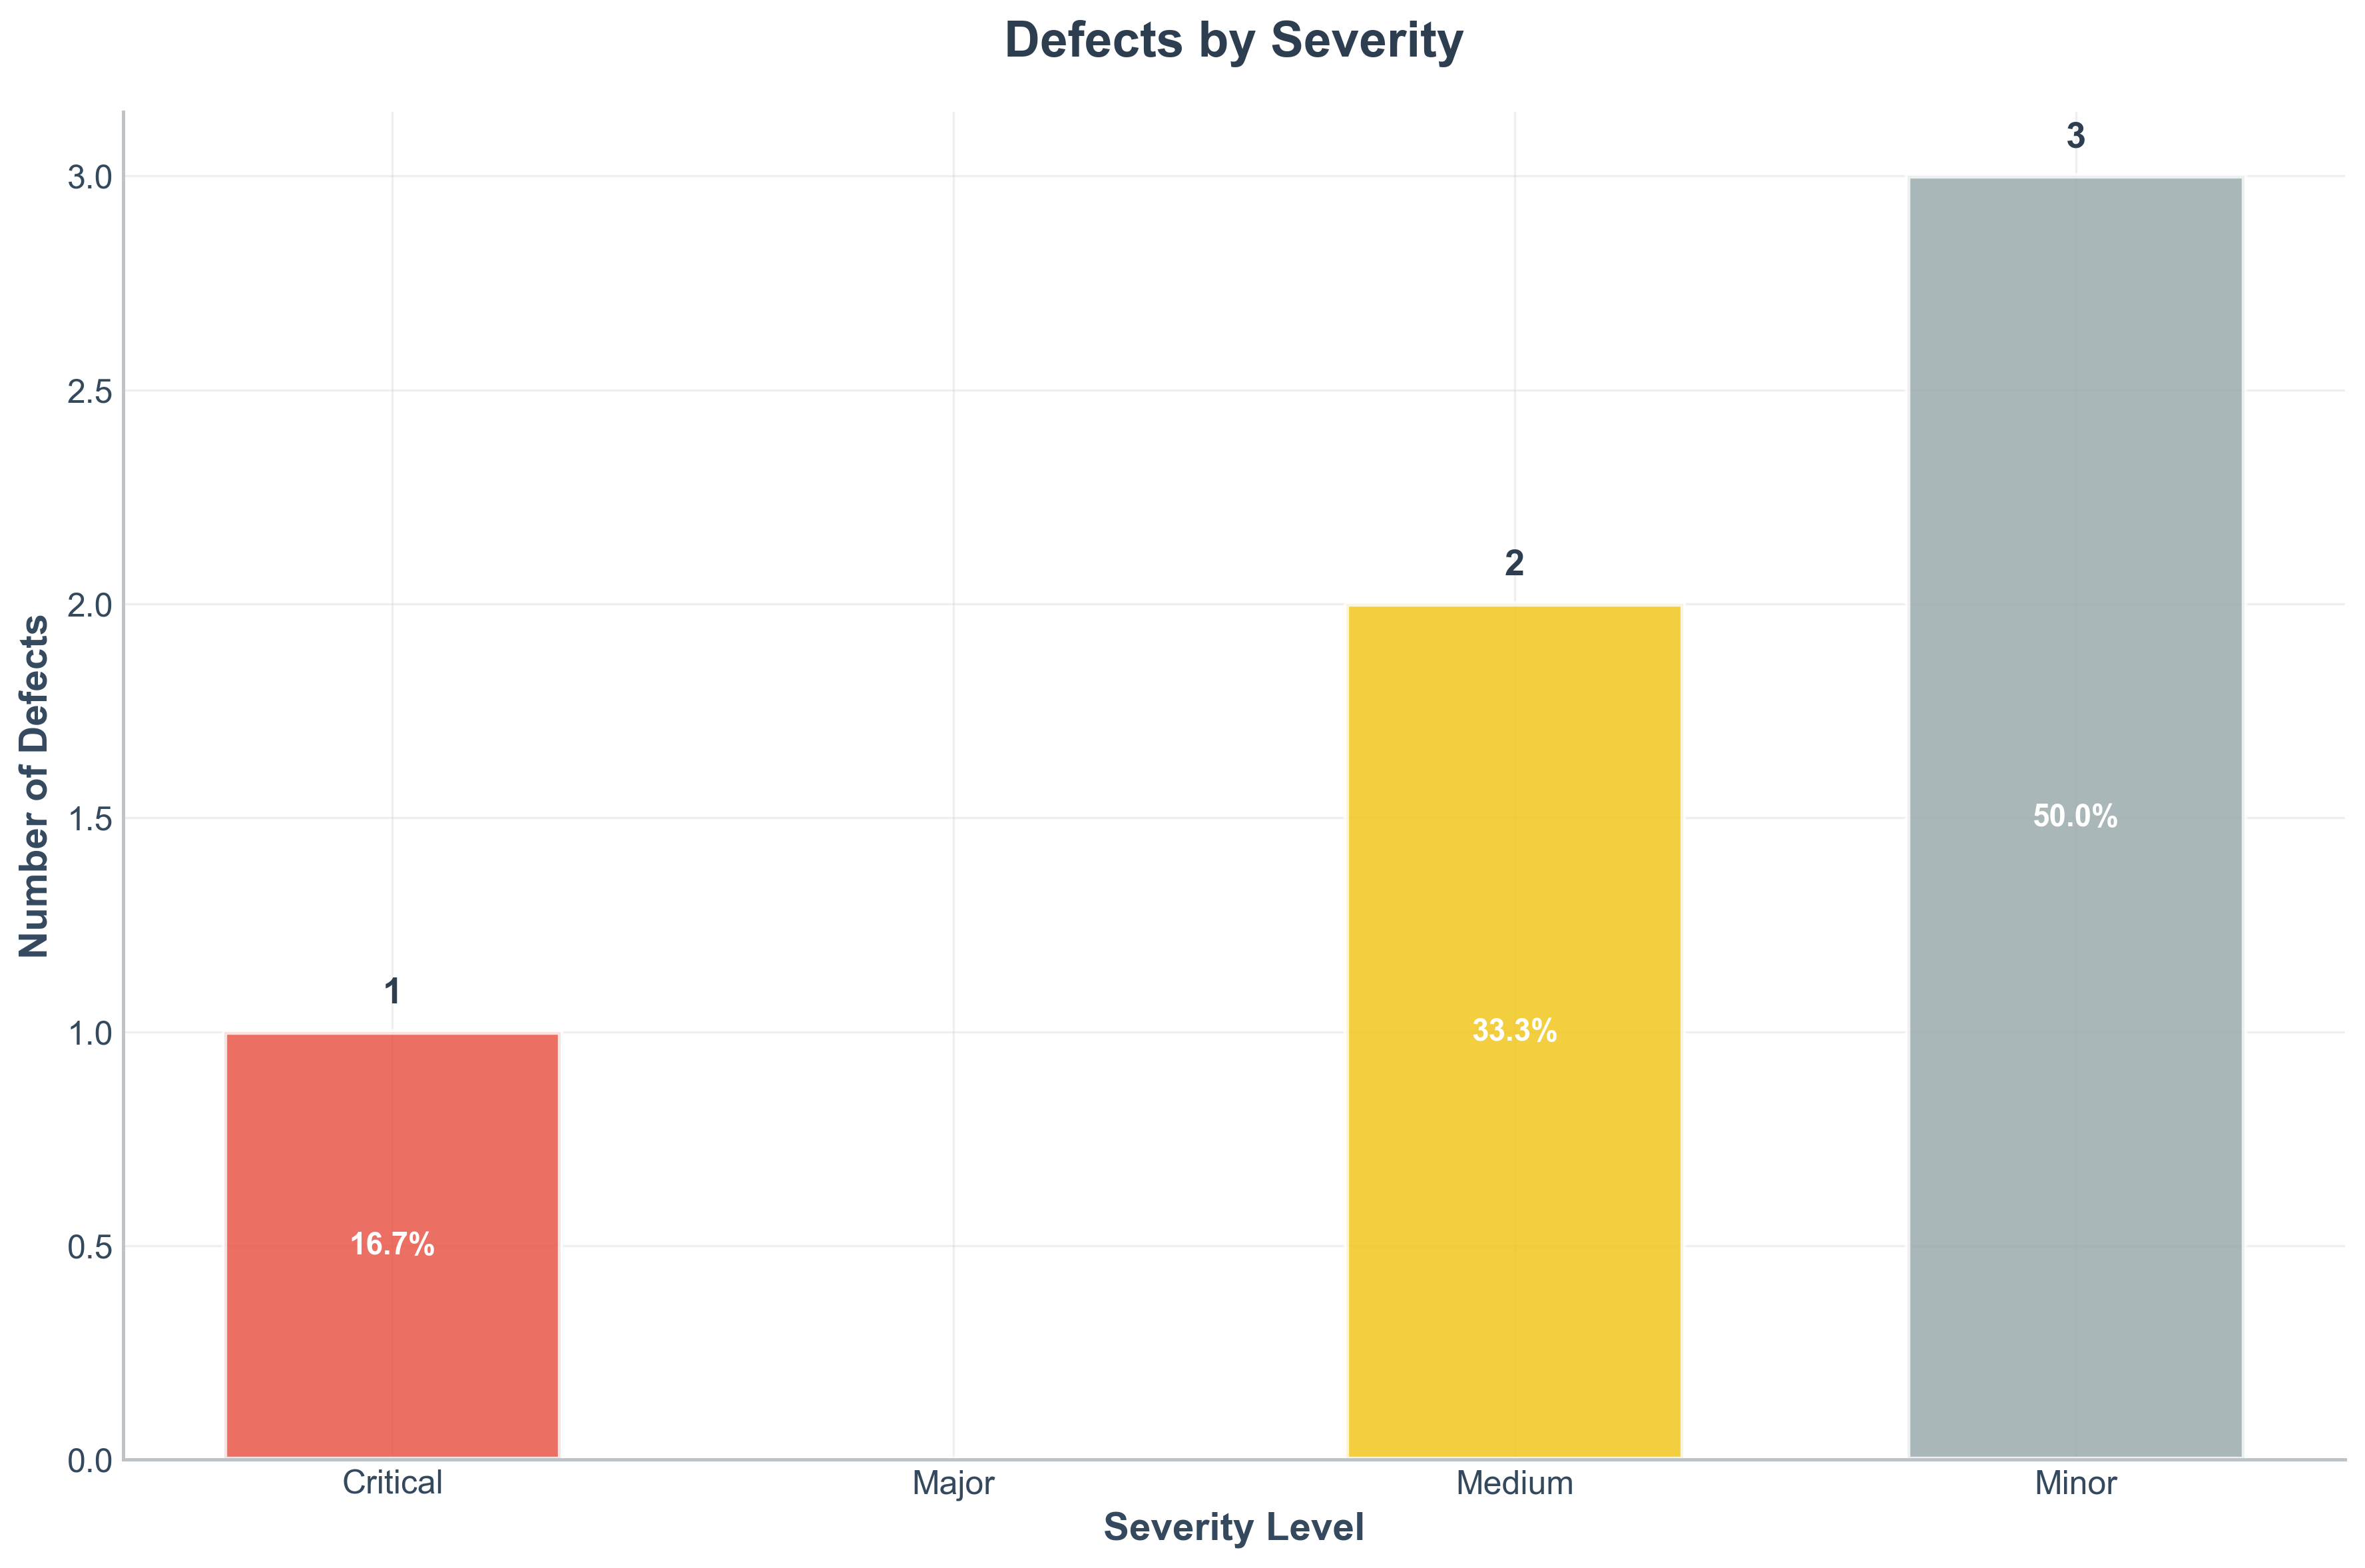 Defects by Severity
3
3.0
2.5
2
2.0
Number of Defects
1.5
50.0%
1
1.0
33.3%
0.5
16.7%
0.0
Critical
Major
Medium
Minor
Severity Level